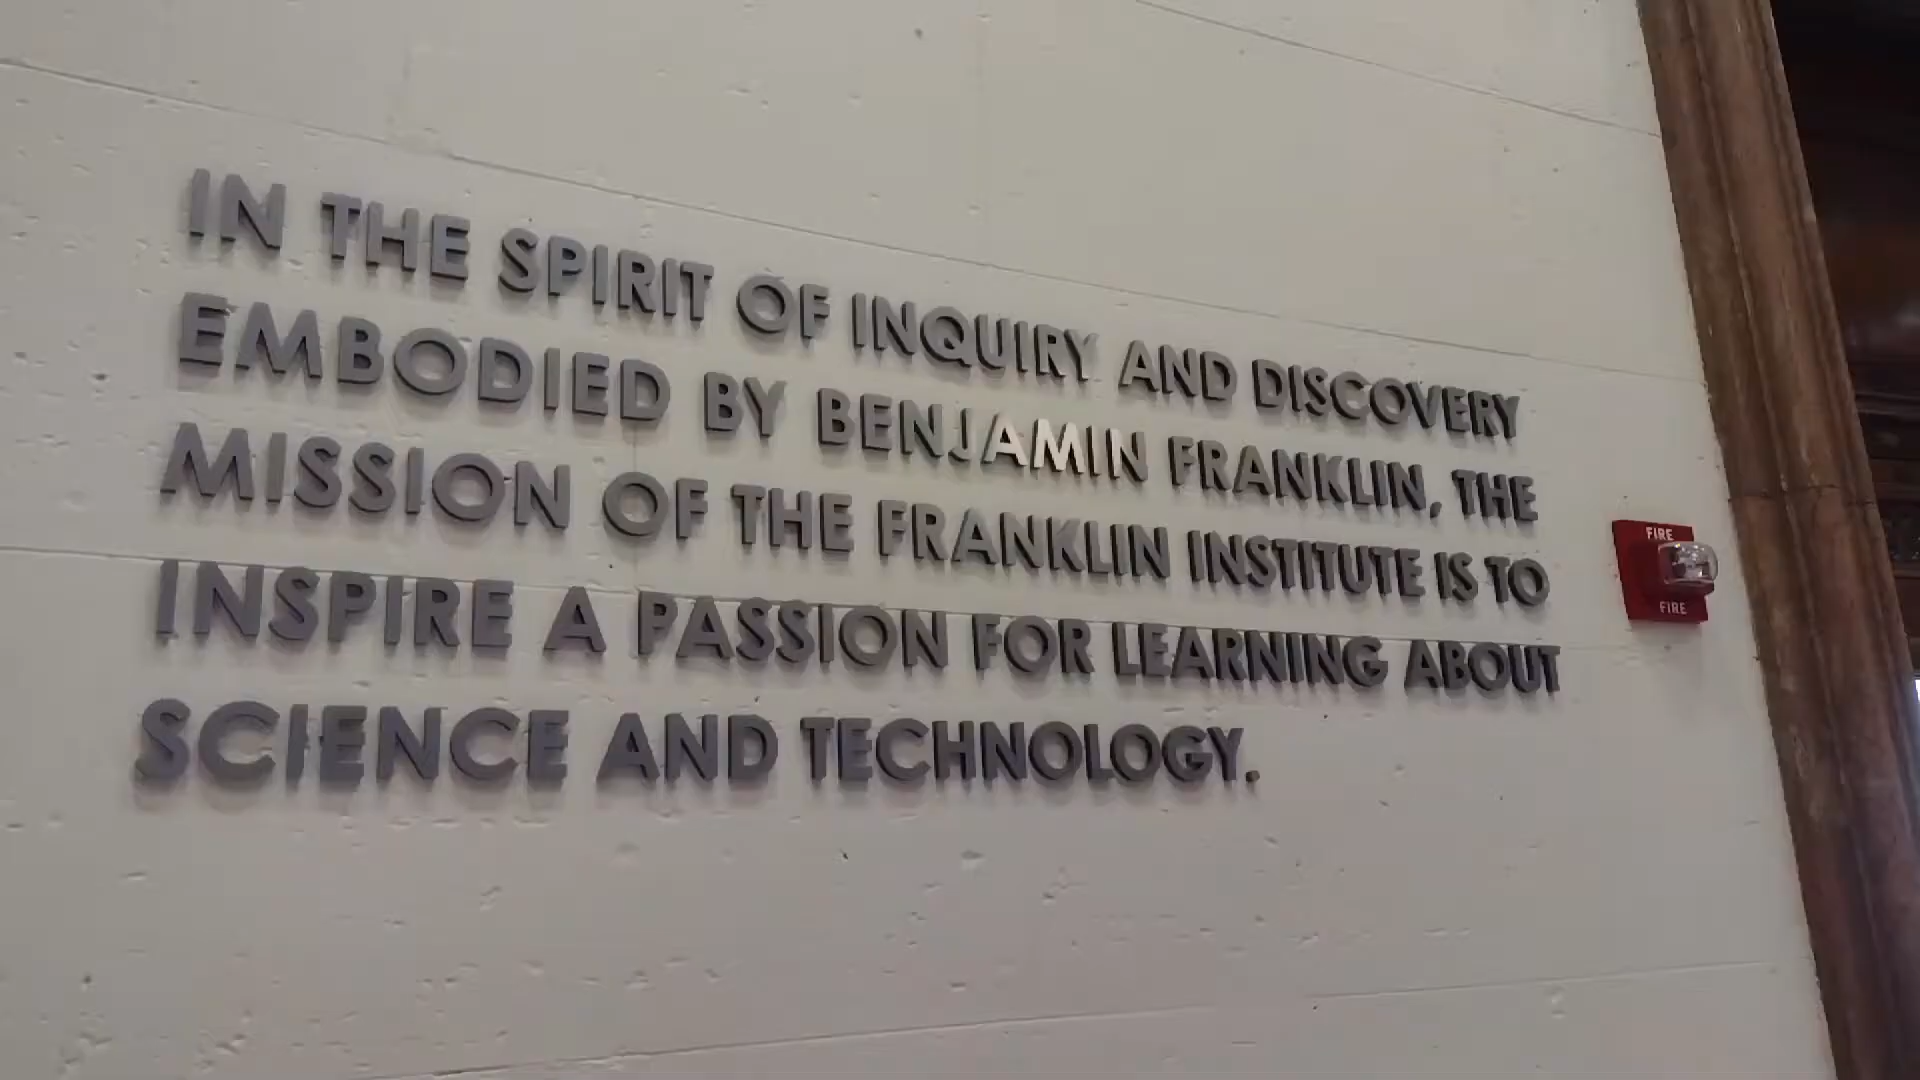 IN THE SPIRIT OF INQUIRY AND DISCOVERY
EMBODIED BY BENJAMIN FRANKLIN, THE
MISSION OF THE FRANKLIN INSTITUTE IS TO
INSPIRE A PASSION FOR LEARNING ABOUT
SCIENCE AND TECHNOLOGY.
FIRE
FIRE